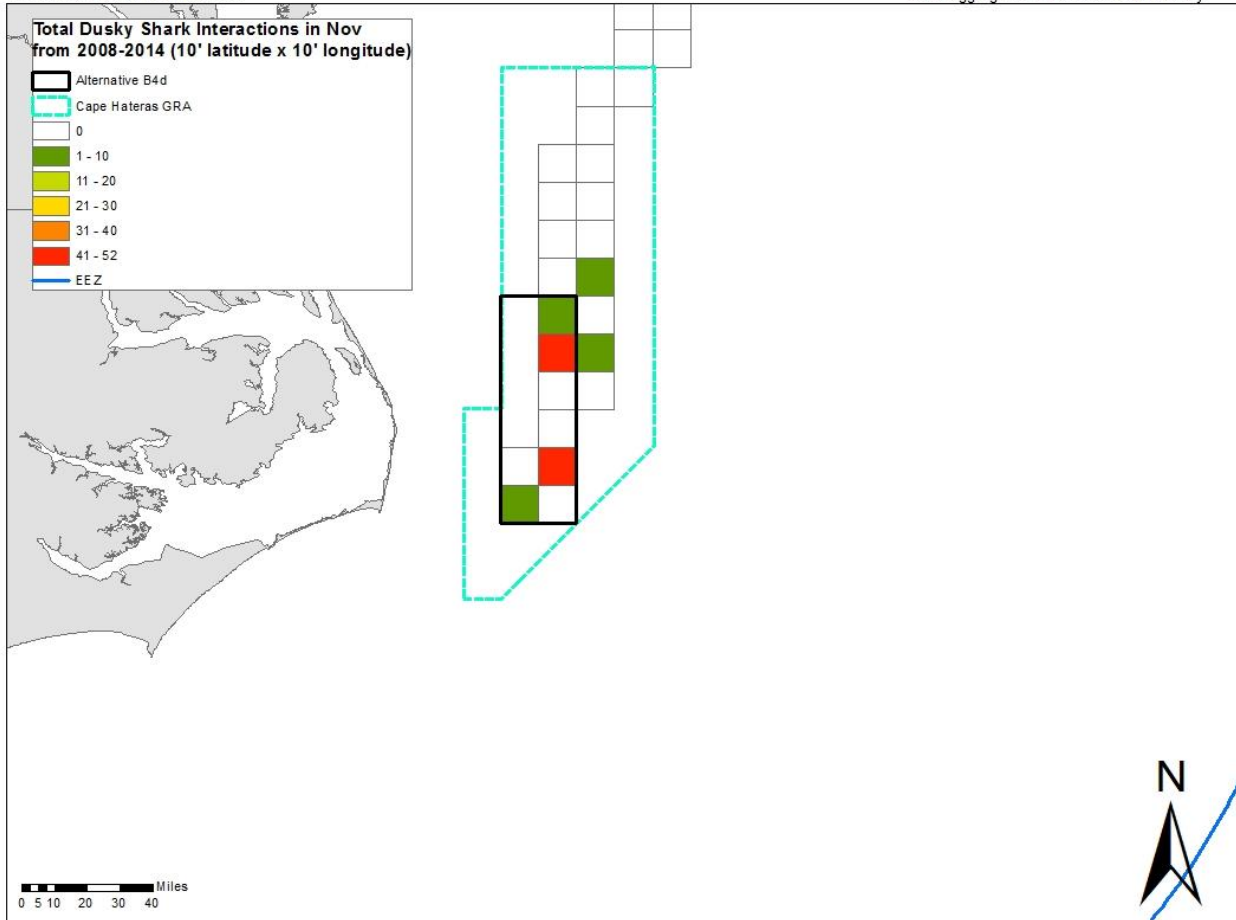 Total Dusky Shark Interactions in Nov
from 2008-2014 (10' latitude x 10' longitude)
Alternative B4d
Cape Hateras GRA
0
1 - 10
11 - 20
21 - 30
31 - 40
41 - 52
EEZ
N
Miles
0 5 10 20 30 40